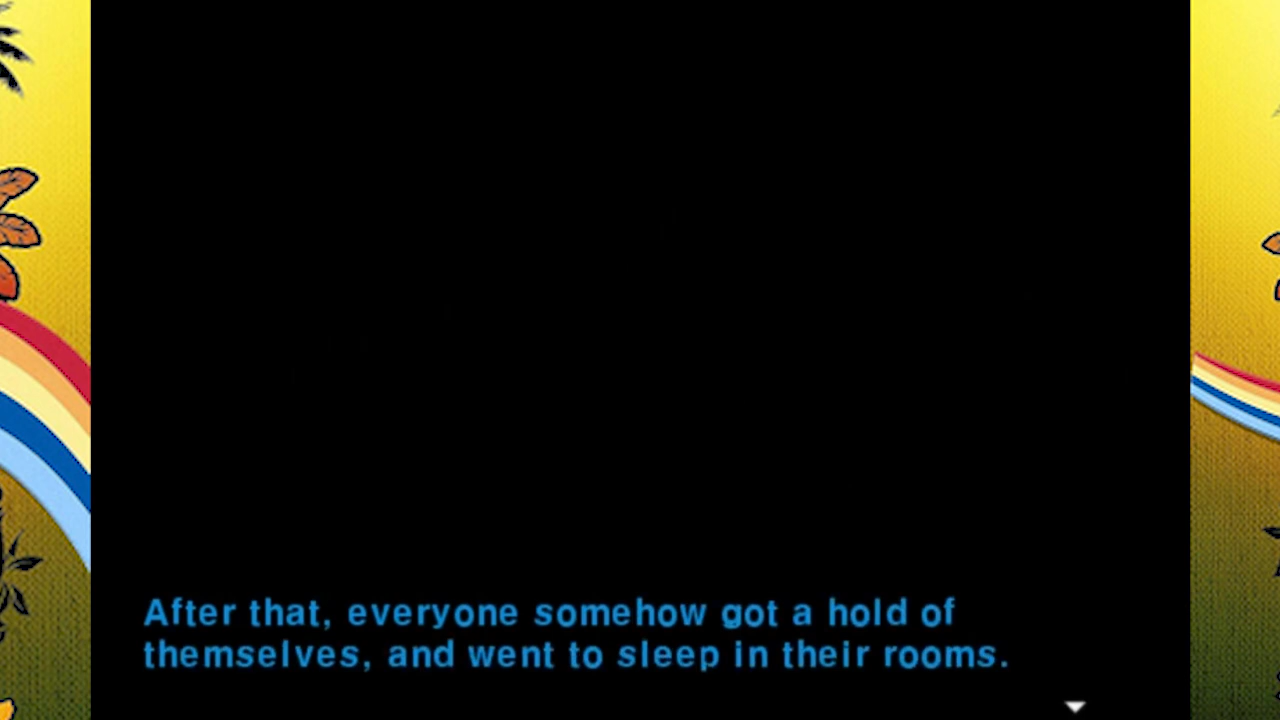 After that, everyone somehow got a hold of
themselves, and went to sleep in their rooms.